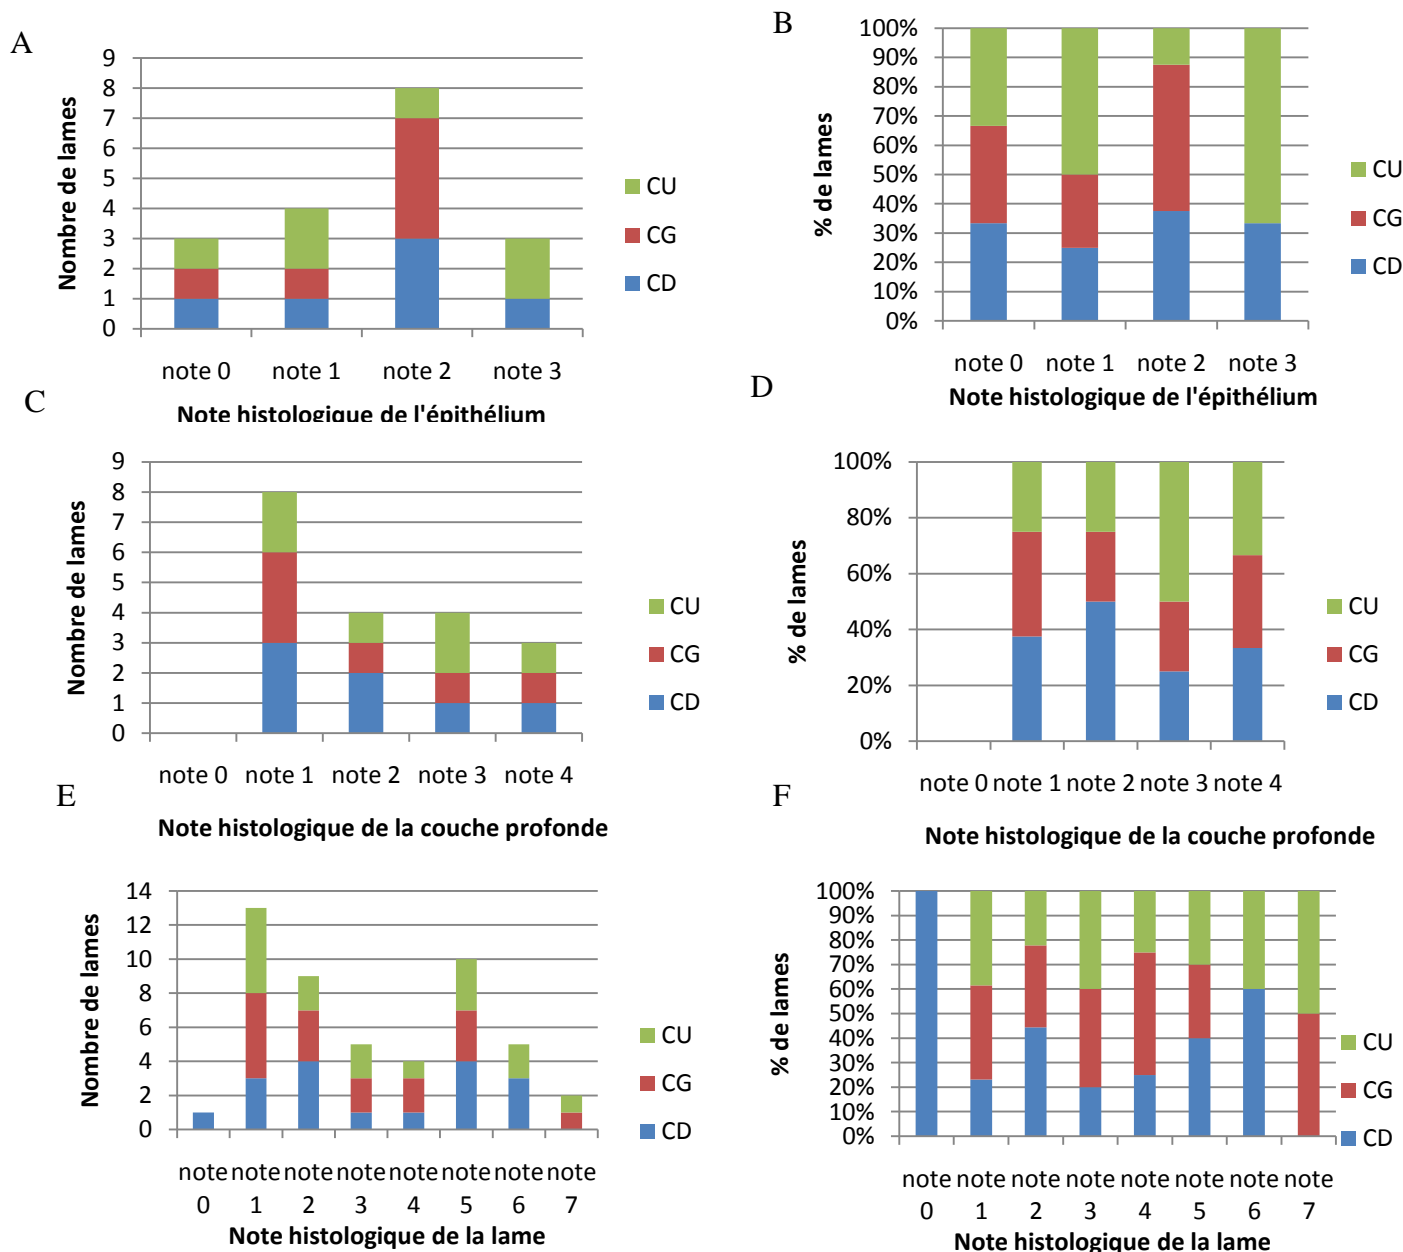 A
9
8
7
6
5
4
3
2
1
0
Nombre de lames
note 0 note 1 note 2 note 3
Note histologique de l'épithélium
CU
CG
CD
B
100%
90%
80%
70%
60%
50%
40%
30%
20%
10%
0%
% de lames
note 0 note 1 note 2 note 3
Note histologique de l'épithélium
CU
CG
CD
C
9
8
7
6
5
4
3
2
1
0
Nombre de lames
note 0 note 1 note 2 note 3 note 4
Note histologique de la couche profonde
CU
CG
CD
D
100%
80%
60%
40%
20%
0%
% de lames
note 0 note 1 note 2 note 3 note 4
Note histologique de la couche profonde
CU
CG
CD
E
14
12
10
8
6
4
2
0
Nombre de lames
note note note note note note note note
0 1 2 3 4 5 6 7
Note histologique de la lame
CU
CG
CD
F
100%
90%
80%
70%
60%
50%
40%
30%
20%
10%
0%
% de lames
note note note note note note note note
0 1 2 3 4 5 6 7
Note histologique de la lame
CU
CG
CD